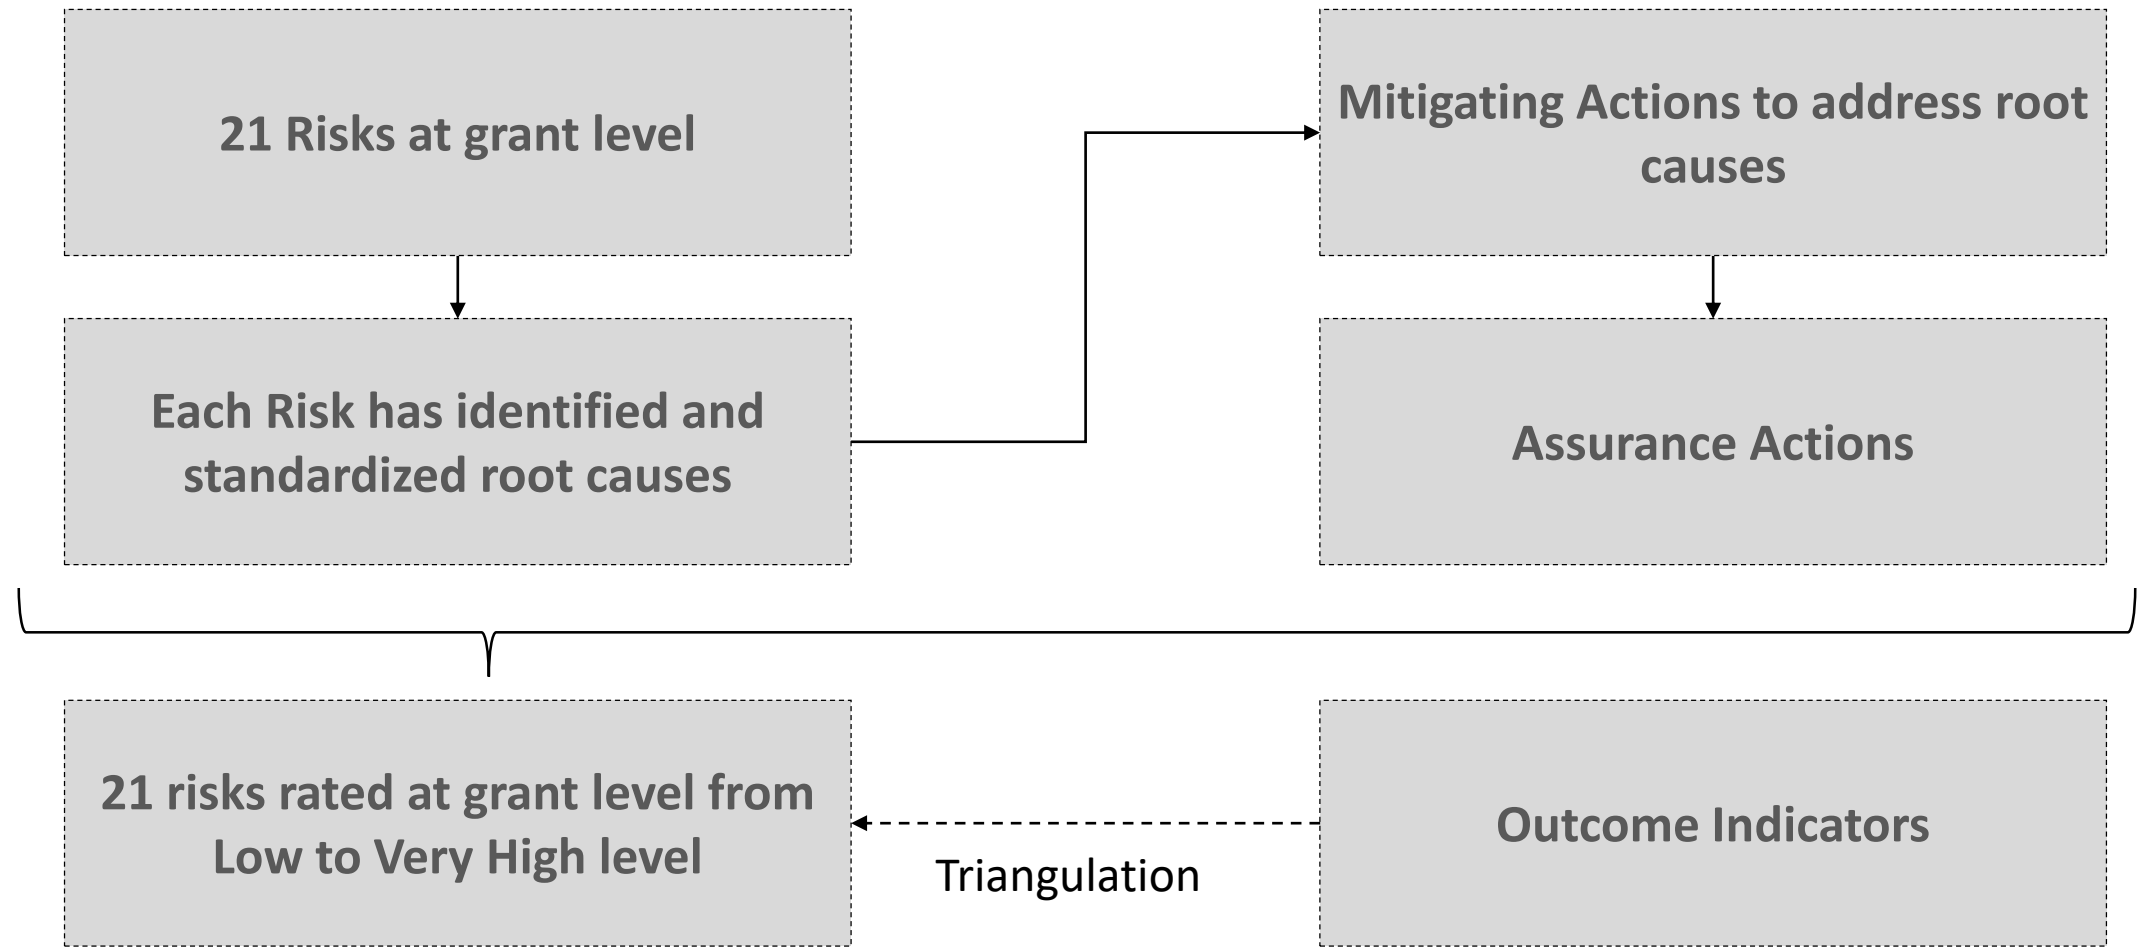 21 Risks at grant level
Each Risk has identified and
standardized root causes
Mitigating Actions to address root
causes
Assurance Actions
21 risks rated at grant level from
Low to Very High level
Triangulation
Outcome Indicators